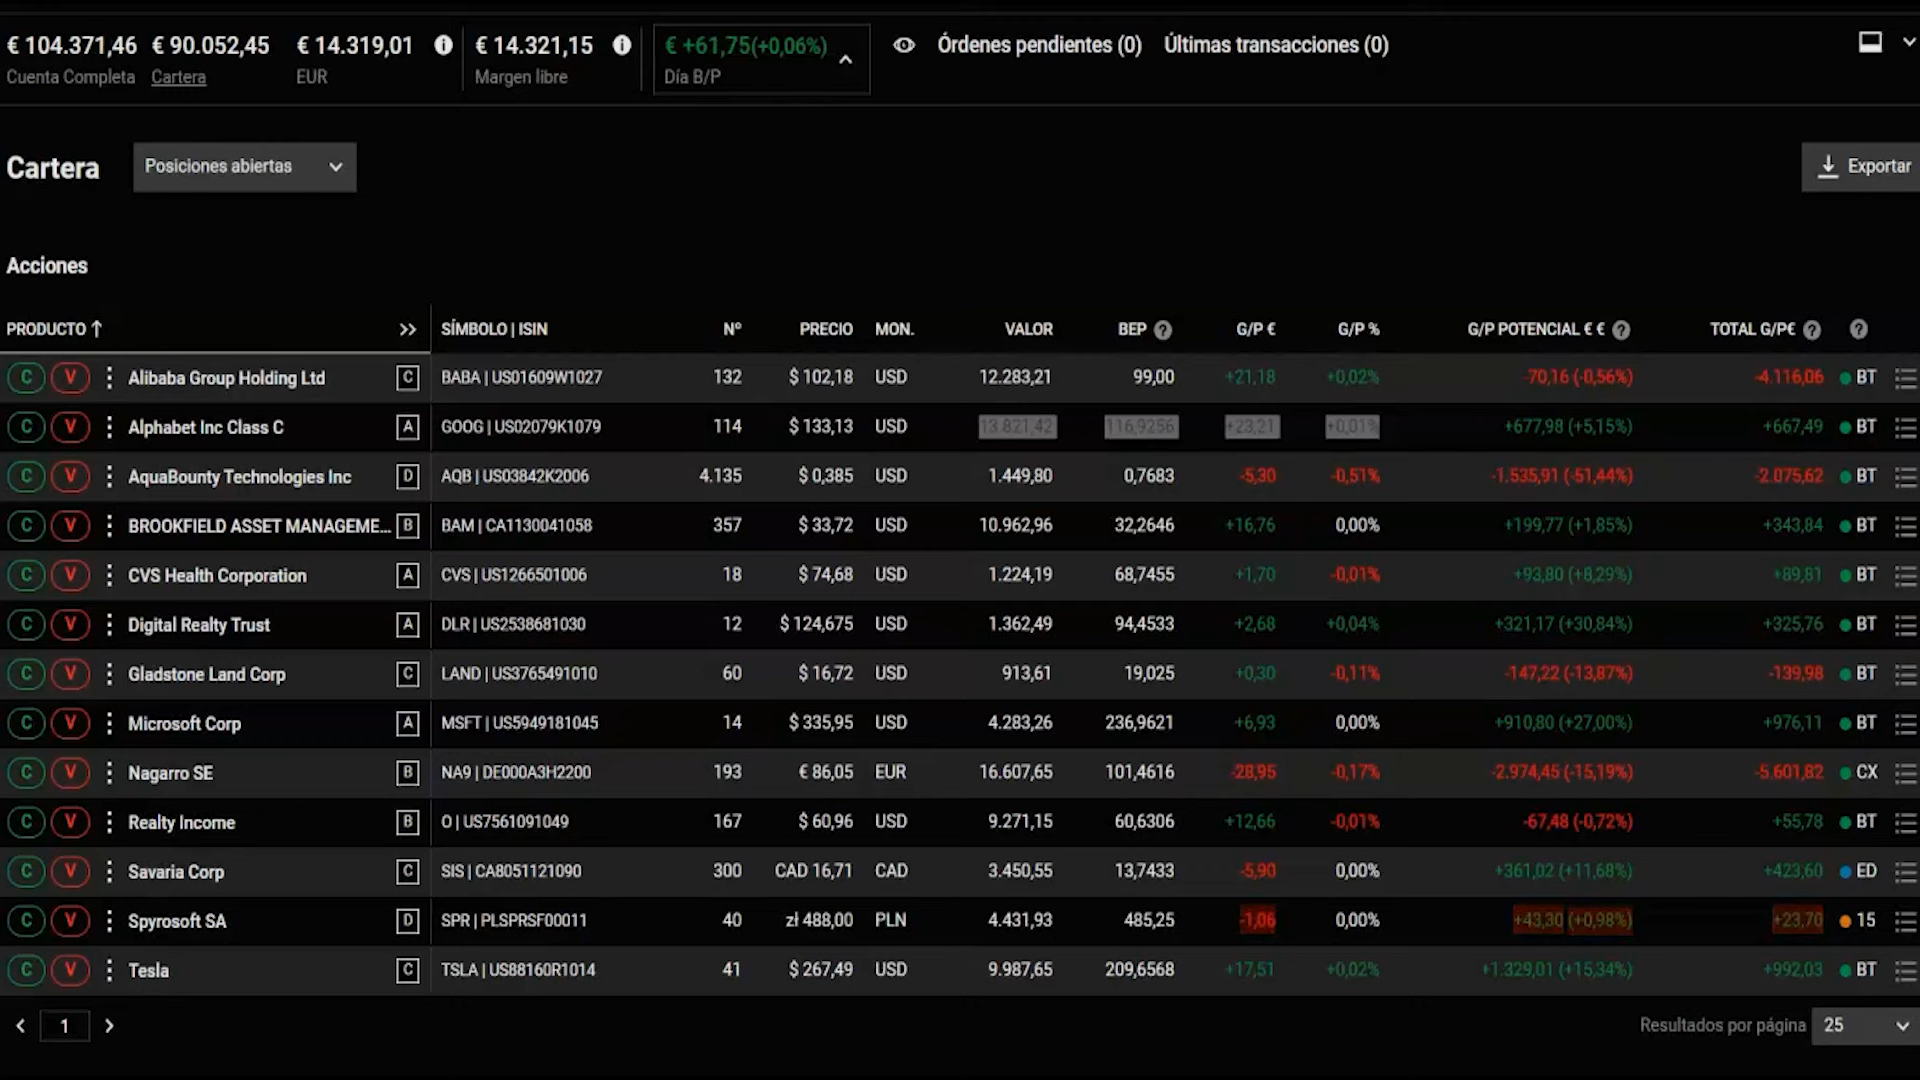 € 104.371,46 € 90.052,45 € 14.319,01 € 14.321,15 € +61,75(+0,06%) Órdenes pendientes (0) Últimas transacciones (0)
Cuenta Completa Cartera EUR Margen libre Día B/P
Cartera Posiciones abiertas Exportar
Acciones
PRODUCTO SÍMBOLO | ISIN Nº PRECIO MON. VALOR BEP G/P € G/P % G/P POTENCIAL € € TOTAL G/P€
C V Alibaba Group Holding Ltd C BABA | US01609W1027 132 $ 102,18 USD 12.283,21 99,00 +21,18 +0,02% -70,16 (-0,56%) -4.116,06 BT
C V Alphabet Inc Class C A GOOG | US02079K1079 114 $ 133,13 USD 13.821,42 116,9256 +23,21 +0,01% +677,98 (+5,15%) +667,49 BT
C V AquaBounty Technologies Inc D AQB | US03842K2006 4.135 $ 0,385 USD 1.449,80 0,7683 -5,30 -0,51% -1.535,91 (-51,44%) -2.075,62 BT
C V BROOKFIELD ASSET MANAGEME... B BAM | CA1130041058 357 $ 33,72 USD 10.962,96 32,2646 +16,76 0,00% +199,77 (+1,85%) +343,84 BT
C V CVS Health Corporation A CVS | US1266501006 18 $ 74,68 USD 1.224,19 68,7455 +1,70 -0,01% +93,80 (+8,29%) +89,81 BT
C V Digital Realty Trust A DLR | US2538681030 12 $ 124,675 USD 1.362,49 94,4533 +2,68 +0,04% +321,17 (+30,84%) +325,76 BT
C V Gladstone Land Corp C LAND | US3765491010 60 $ 16,72 USD 913,61 19,025 +0,30 -0,11% -147,22 (-13,87%) -139,98 BT
C V Microsoft Corp A MSFT | US5949181045 14 $ 335,95 USD 4.283,26 236,9621 +6,93 0,00% +910,80 (+27,00%) +976,11 BT
C V Nagarro SE B NA9 | DE000A3H2200 193 € 86,05 EUR 16.607,65 101,4616 -28,95 -0,17% -2.974,45 (-15,19%) -5.601,82 CX
C V Realty Income B O | US7561091049 167 $ 60,96 USD 9.271,15 60,6306 +12,66 -0,01% -67,48 (-0,72%) +55,78 BT
C V Savaria Corp C SIS | CA8051121090 300 CAD 16,71 CAD 3.450,55 13,7433 -5,90 0,00% +361,02 (+11,68%) +423,60 ED
C V Spyrosoft SA D SPR | PLSPRSF00011 40 zł 488,00 PLN 4.431,93 485,25 -1,06 0,00% +43,30 (+0,98%) +23,70 15
C V Tesla C TSLA | US88160R1014 41 $ 267,49 USD 9.987,65 209,6568 +17,51 +0,02% +1.329,01 (+15,34%) +992,03 BT
1 Resultados por página 25